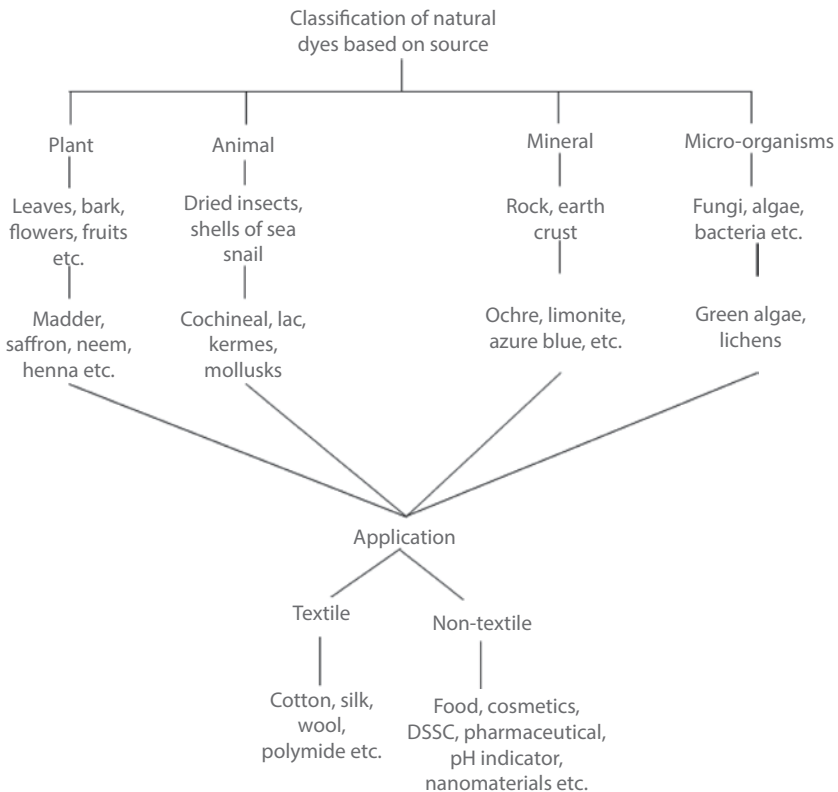 Classification of natural
dyes based on source
Plant
Animal
Mineral
Micro-organisms
Leaves, bark,
flowers, fruits
etc.
Dried insects,
shells of sea
snail
Rock, earth
crust
Fungi, algae,
bacteria etc.
Madder,
saffron, neem,
henna etc.
Cochineal, lac,
kermes,
mollusks
Ochre, limonite,
azure blue, etc.
Green algae,
lichens
Application
Textile
Non-textile
Cotton, silk,
wool,
polymide etc.
Food, cosmetics,
DSSC, pharmaceutical,
pH indicator,
nanomaterials etc.